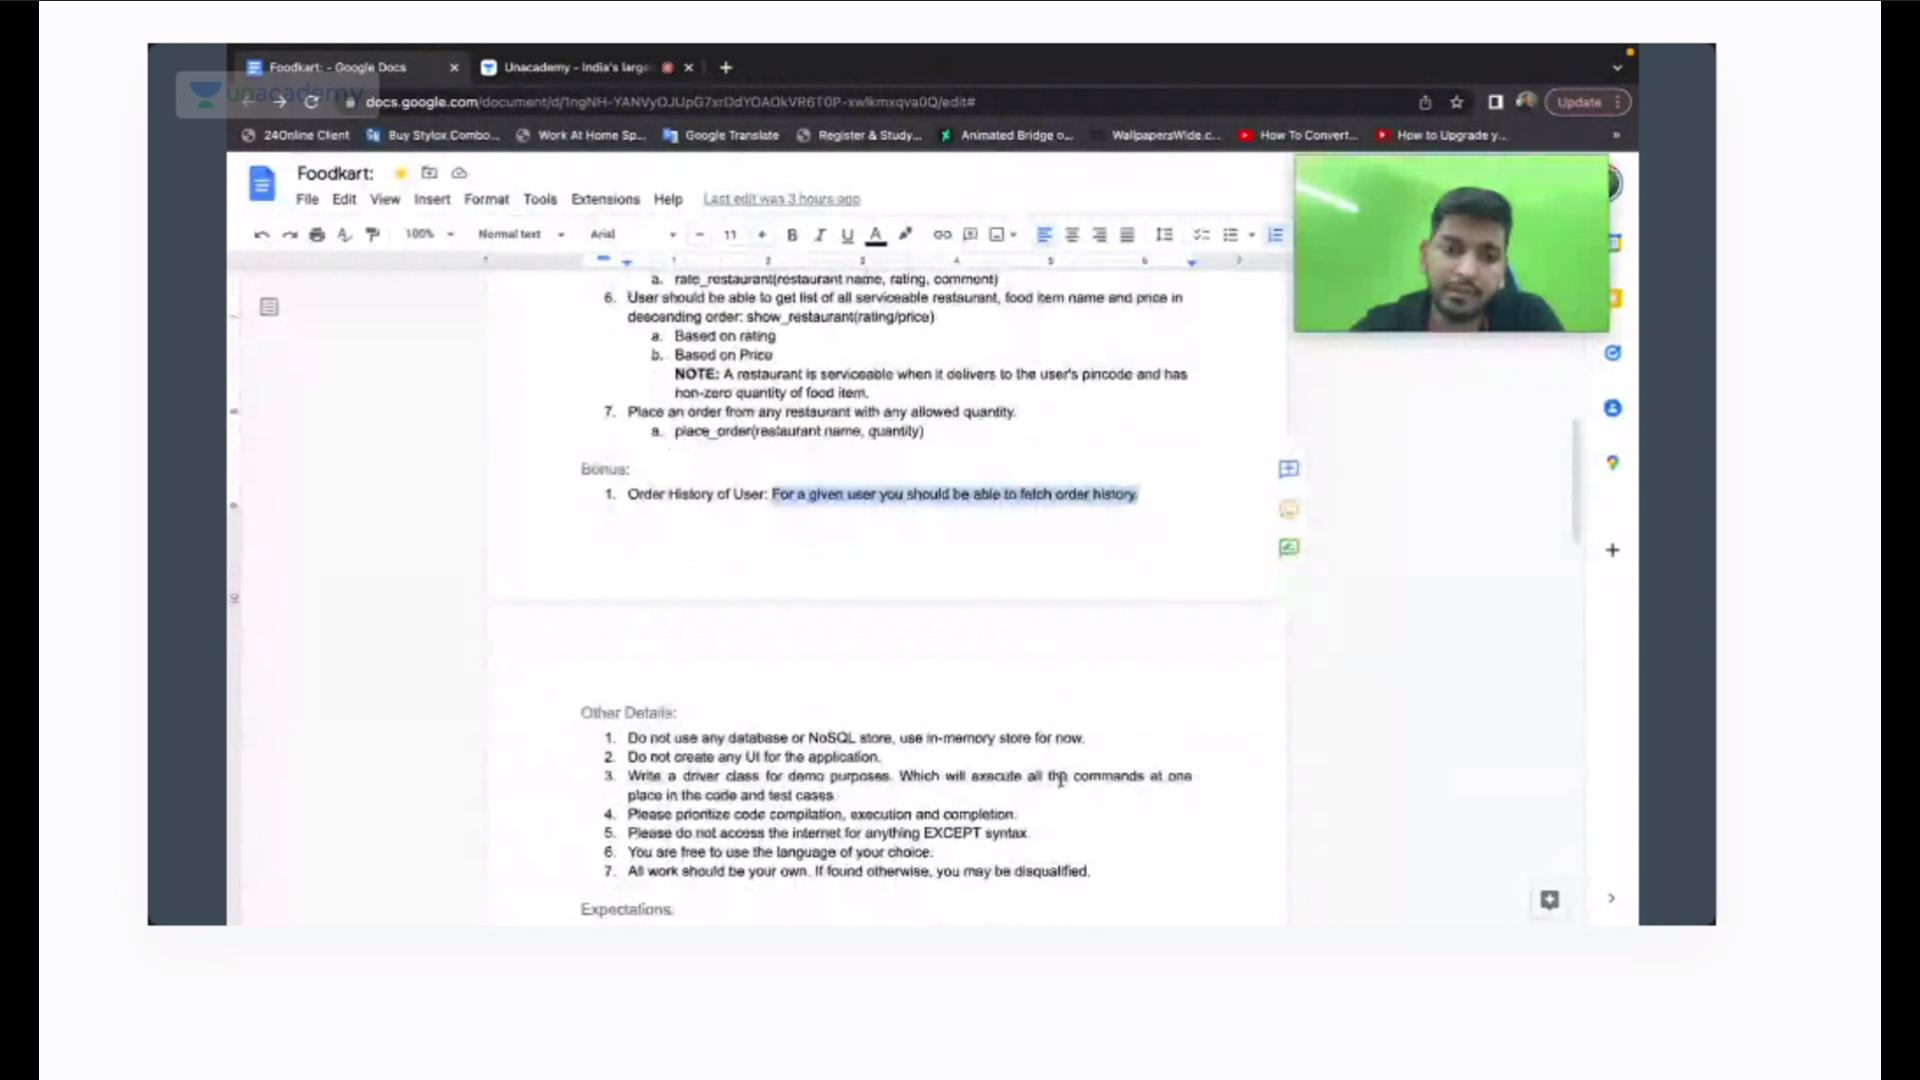 Foodkart: - Google Docs
Unacademy - India's large
unacademy
docs.google.com/document/d/1ngNH-YANVyOJUpG7xrDdYOAOkVR6T0P-xwlkmxqva0Q/edit#
Update
24Online Client
Buy Stylox Combo...
Work At Home Sp...
Google Translate
Register & Study...
Animated Bridge o...
WallpapersWide.c...
How To Convert...
How to Upgrade y...
Foodkart:
File Edit View Insert Format Tools Extensions Help Last edit was 3 hours ago
100% Normal text Arial - 11 + B I U A
1 1 2 3 4 5 6 7
a. rate_restaurant(restaurant name, rating, comment)
6. User should be able to get list of all serviceable restaurant, food item name and price in
descending order: show_restaurant(rating/price)
a. Based on rating
b. Based on Price
NOTE: A restaurant is serviceable when it delivers to the user's pincode and has
non-zero quantity of food item.
7. Place an order from any restaurant with any allowed quantity.
a. place_order(restaurant name, quantity)
Bonus:
1. Order History of User: For a given user you should be able to fetch order history.
Other Details:
1. Do not use any database or NoSQL store, use in-memory store for now.
2. Do not create any UI for the application.
3. Write a driver class for demo purposes. Which will execute all the commands at one
place in the code and test cases
4. Please prioritize code compilation, execution and completion.
5. Please do not access the internet for anything EXCEPT syntax.
6. You are free to use the language of your choice.
7. All work should be your own. If found otherwise, you may be disqualified.
Expectations: